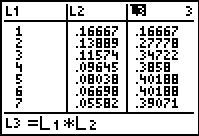 L1 L2 L3 3
1 .16667 .16667
2 .13889 .27778
3 .11574 .34722
4 .09645 .3858
5 .08038 .40188
6 .06698 .40188
7 .05582 .39071
L3 =L1*L2